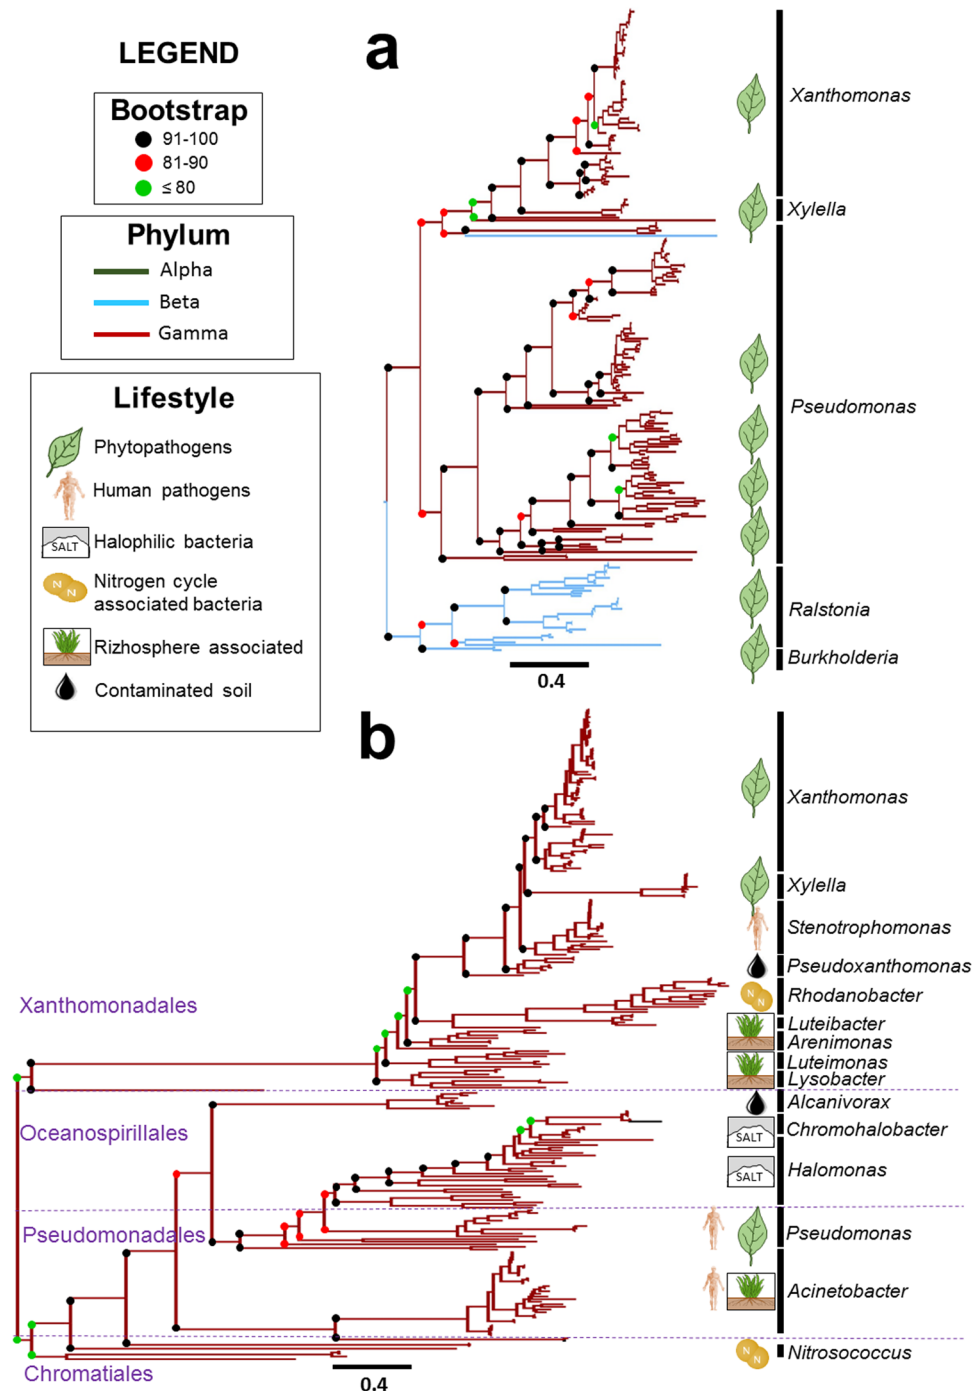 LEGEND
Bootstrap
91-100
81-90
≤ 80
Phylum
Alpha
Beta
Gamma
Lifestyle
Phytopathogens
Human pathogens
SALT
Halophilic bacteria
N N
Nitrogen cycle
associated bacteria
Rizhosphere associated
Contaminated soil
a
Xanthomonas
Xylella
Pseudomonas
Ralstonia
Burkholderia
0.4
b
Xanthomonas
Xylella
Stenotrophomonas
Pseudoxanthomonas
N N
Rhodanobacter
Luteibacter
Arenimonas
Luteimonas
Lysobacter
Alcanivorax
SALT
Chromohalobacter
SALT
Halomonas
Pseudomonas
Acinetobacter
N N
Nitrosococcus
Xanthomonadales
Oceanospirillales
Pseudomonadales
Chromatiales
0.4